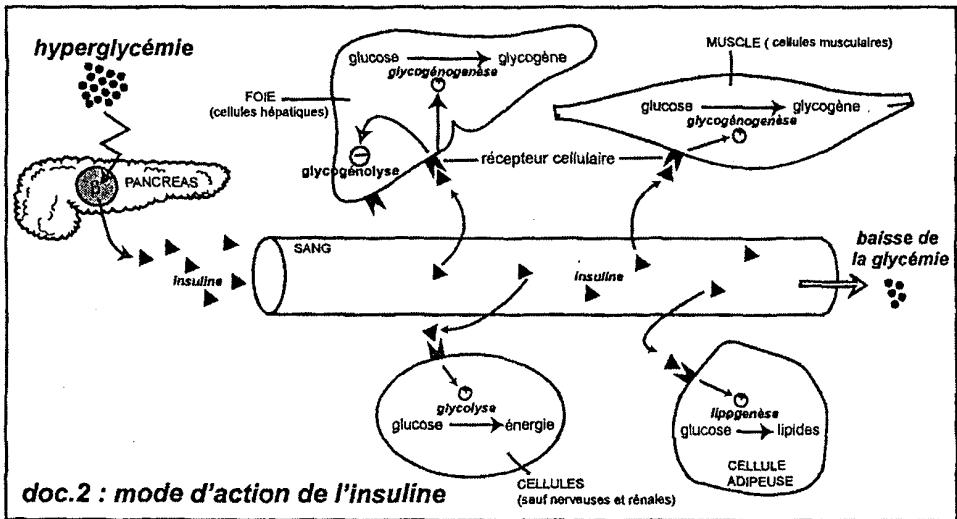 hyperglycémie
PANCREAS
β
insuline
FOIE
(cellules hépatiques)
glucose glycogène
glycogénogenèse
glycogénolyse
récepteur cellulaire
MUSCLE ( cellules musculaires)
glucose glycogène
glycogénogenèse
SANG
insuline
baisse de
la glycémie
glycolyse
glucose énergie
CELLULES
(sauf nerveuses et rénales)
lipogenèse
glucose lipides
CELLULE
ADIPEUSE
doc.2 : mode d'action de l'insuline